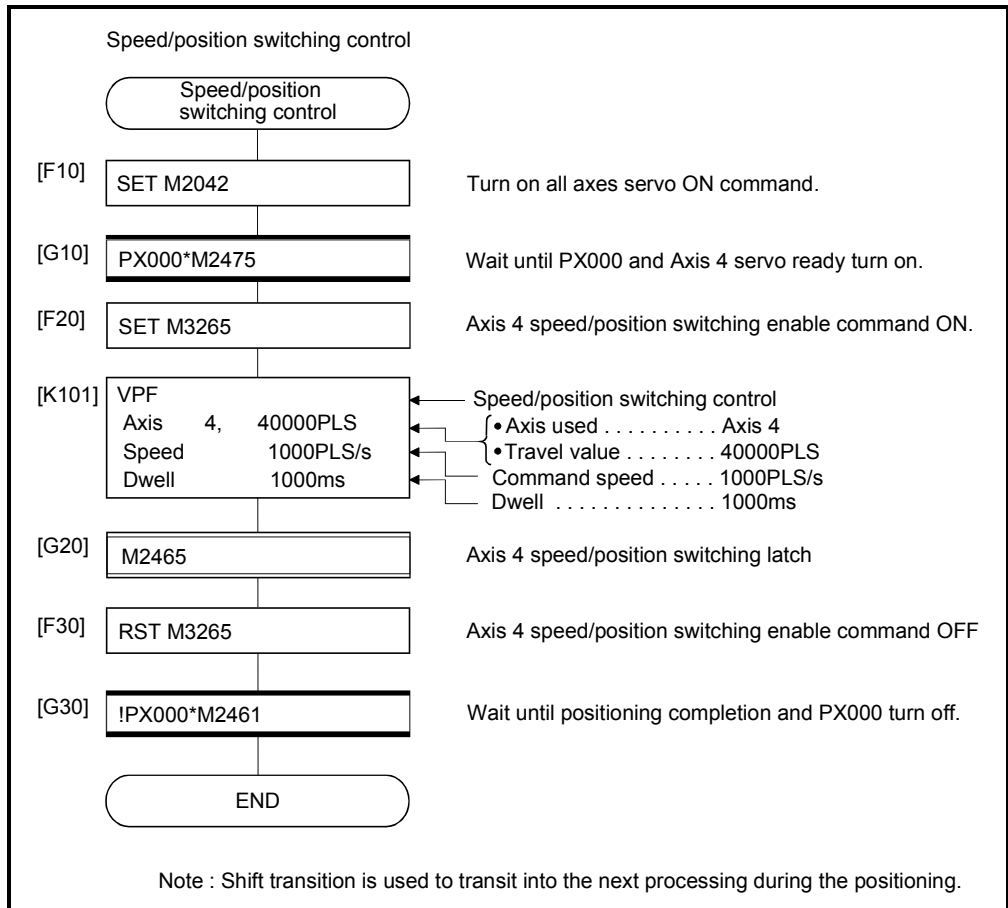 Speed/position switching control
Speed/position
switching control
[F10]
SET M2042
Turn on all axes servo ON command.
[G10]
PX000*M2475
Wait until PX000 and Axis 4 servo ready turn on.
[F20]
SET M3265
Axis 4 speed/position switching enable command ON.
[K101]
VPF
Axis 4, 40000PLS
Speed 1000PLS/s
Dwell 1000ms
Speed/position switching control
•Axis used . . . . . . . . . . Axis 4
•Travel value . . . . . . . . 40000PLS
Command speed . . . . . 1000PLS/s
Dwell . . . . . . . . . . . . . . 1000ms
[G20]
M2465
Axis 4 speed/position switching latch
[F30]
RST M3265
Axis 4 speed/position switching enable command OFF
[G30]
!PX000*M2461
Wait until positioning completion and PX000 turn off.
END
Note : Shift transition is used to transit into the next processing during the positioning.